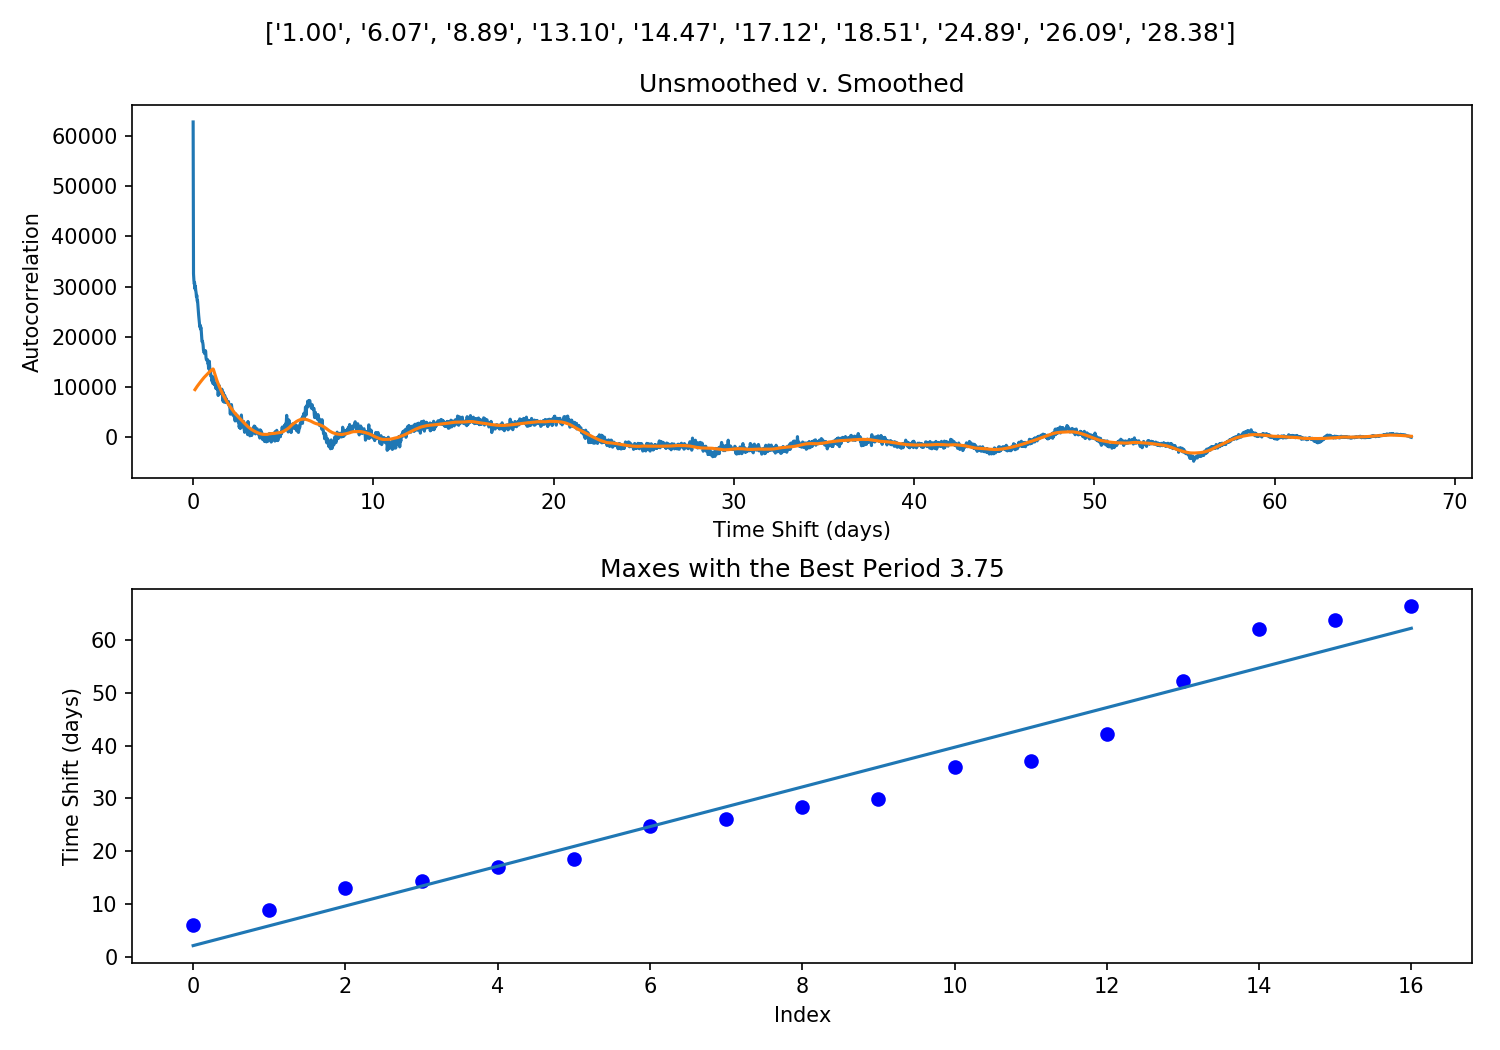 ['1.00', '6.07', '8.89', '13.10', '14.47', '17.12', '18.51', '24.89', '26.09', '28.38']
Unsmoothed v. Smoothed
60000
50000
40000
30000
20000
10000
0
Autocorrelation
0 10 20 30 40 50 60 70
Time Shift (days)
Maxes with the Best Period 3.75
60
50
40
30
20
10
0
Time Shift (days)
0 2 4 6 8 10 12 14 16
Index